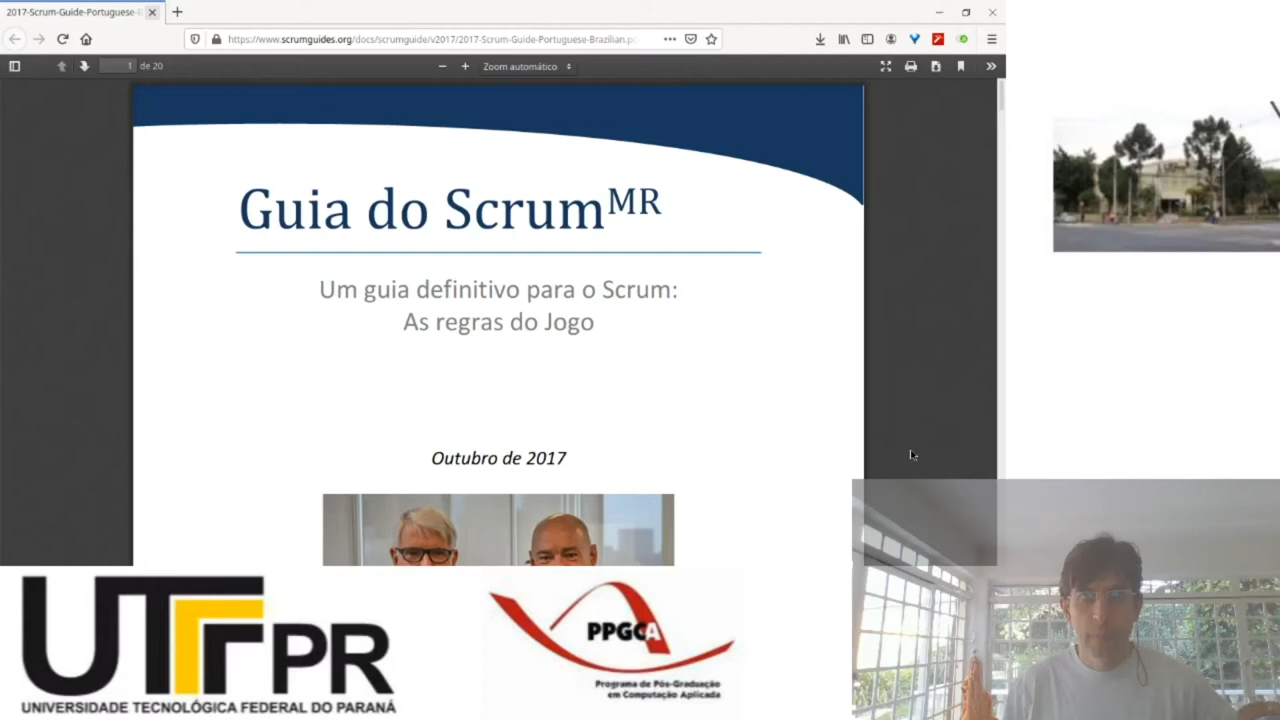 2017-Scrum-Guide-Portuguese-B
https://www.scrumguides.org/docs/scrumguide/v2017/2017-Scrum-Guide-Portuguese-Brazilian.p
1 de 20
Zoom automático
Guia do Scrum MR
Um guia definitivo para o Scrum:
As regras do Jogo
Outubro de 2017
UTFPR
UNIVERSIDADE TECNOLÓGICA FEDERAL DO PARANÁ
PPGCA
Programa de Pós-Graduação
em Computação Aplicada